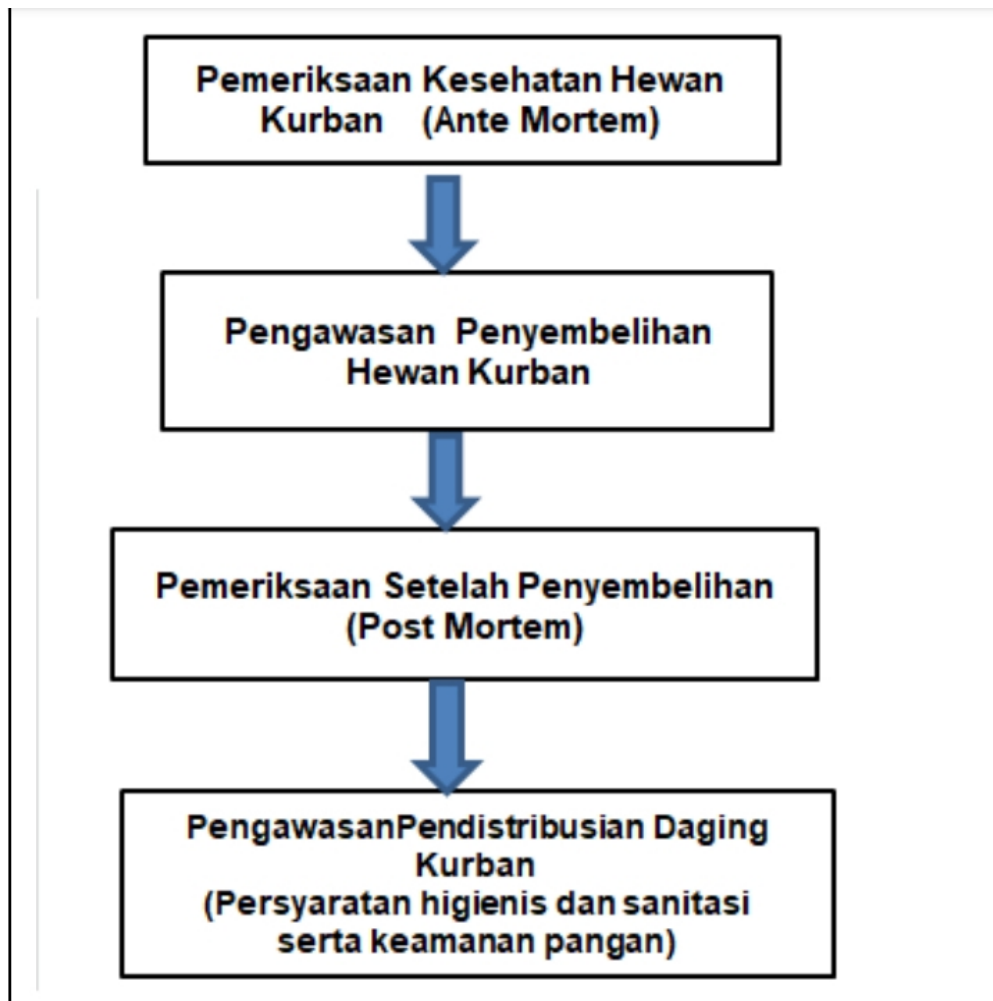 Pemeriksaan Kesehatan Hewan
Kurban (Ante Mortem)
Pengawasan Penyembelihan
Hewan Kurban
Pemeriksaan Setelah Penyembelihan
(Post Mortem)
PengawasanPendistribusian Daging
Kurban
(Persyaratan higienis dan sanitasi
serta keamanan pangan)